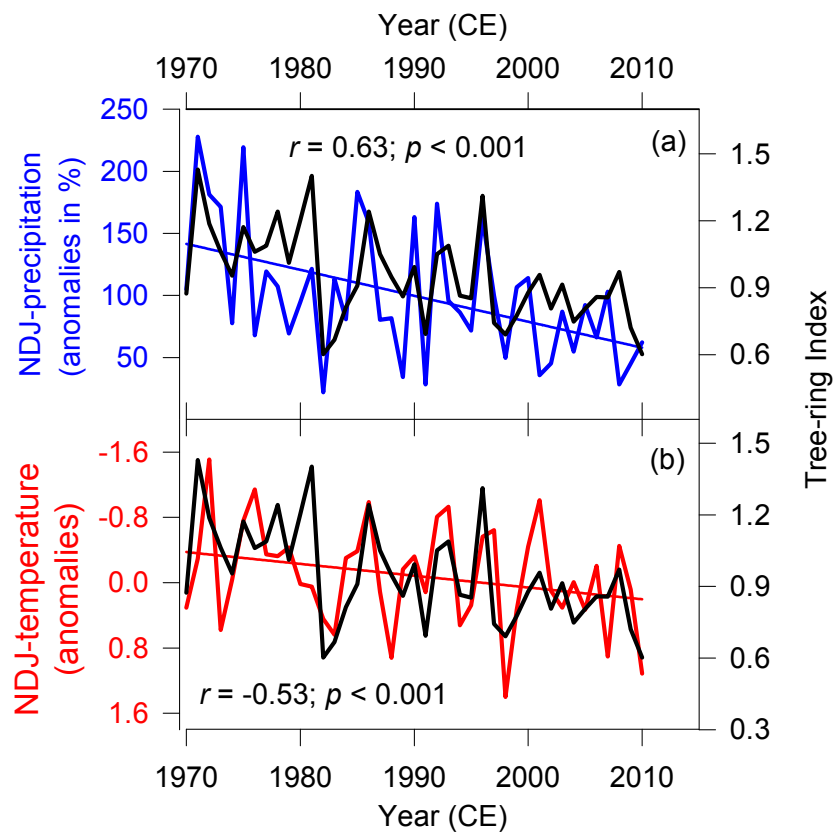 Year (CE)
1970 1980 1990 2000 2010
250
200
150
100
50
NDJ-precipitation
(anomalies in %)
r = 0.63; p < 0.001
(a)
1.5
1.2
0.9
0.6
Tree-ring Index
-1.6
-0.8
0.0
0.8
1.6
NDJ-temperature
(anomalies)
(b)
r = -0.53; p < 0.001
1.5
1.2
0.9
0.6
0.3
1970 1980 1990 2000 2010
Year (CE)